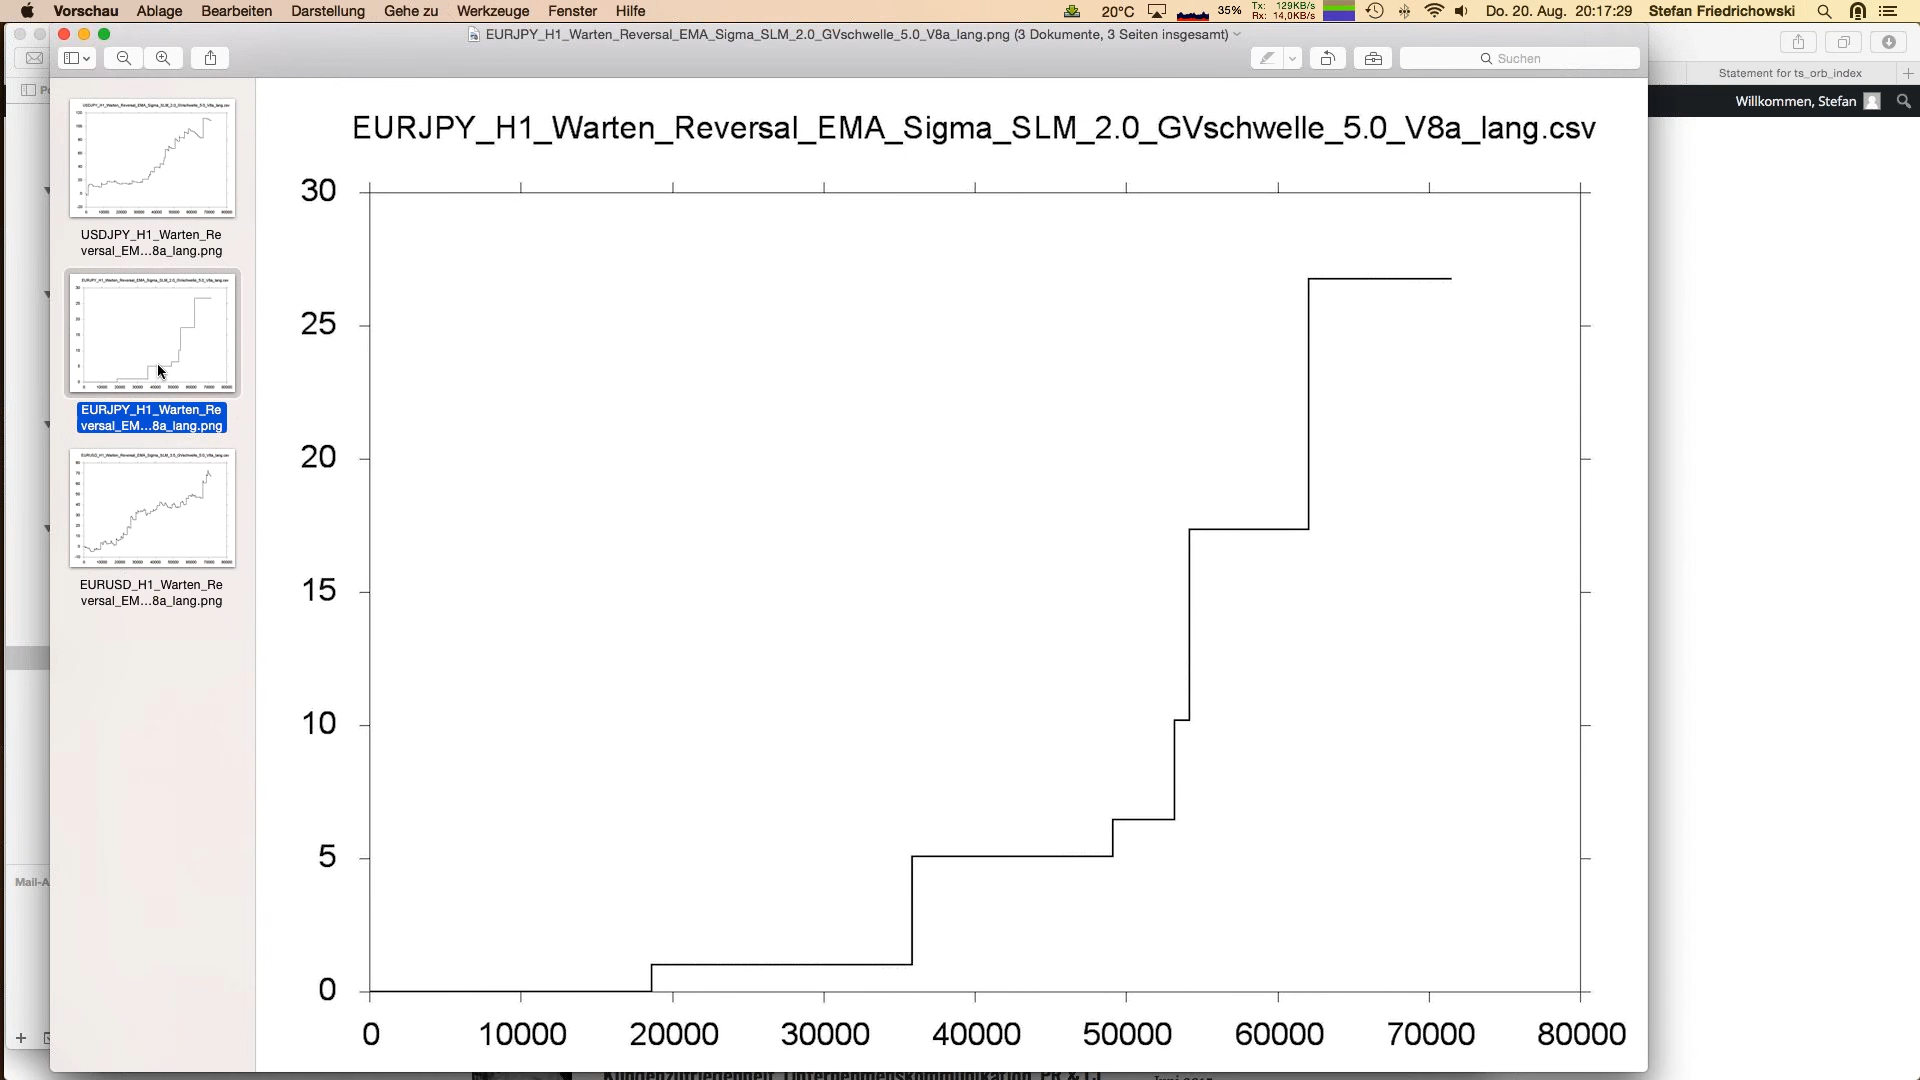 Vorschau Ablage Bearbeiten Darstellung Gehe zu Werkzeuge Fenster Hilfe
20°C 35% Tx: 129KB/s Rx: 14,0KB/s Do. 20. Aug. 20:17:29 Stefan Friedrichowski
EURJPY_H1_Warten_Reversal_EMA_Sigma_SLM_2.0_GVschwelle_5.0_V8a_lang.png (3 Dokumente, 3 Seiten insgesamt)
Suchen
Statement for ts_orb_index
Willkommen, Stefan
USDJPY_H1_Warten_Re
versal_EM...8a_lang.png
EURJPY_H1_Warten_Re
versal_EM...8a_lang.png
EURUSD_H1_Warten_Re
versal_EM...8a_lang.png
Mail-A
EURJPY_H1_Warten_Reversal_EMA_Sigma_SLM_2.0_GVschwelle_5.0_V8a_lang.csv
30
25
20
15
10
5
0
0 10000 20000 30000 40000 50000 60000 70000 80000